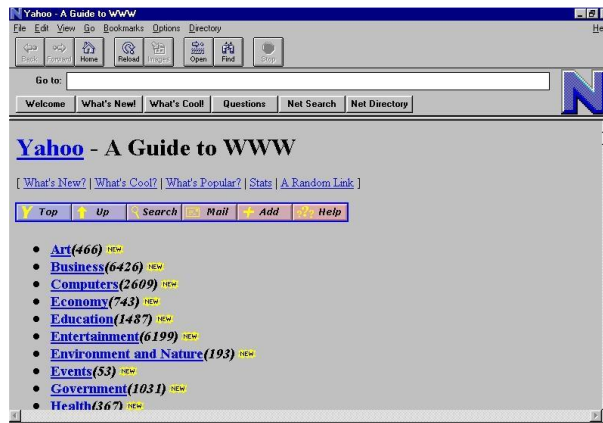 Yahoo - A Guide to WWW
File Edit View Go Bookmarks Options Directory He
Back Forward Home Reload Images Open Find Stop
Go to:
Welcome What's New! What's Cool! Questions Net Search Net Directory
N
Yahoo - A Guide to WWW
[ What's New? | What's Cool? | What's Popular? | Stats | A Random Link ]
Y Top Up Search Mail + Add ??? Help
Art(466) NEW
Business(6426) NEW
Computers(2609) NEW
Economy(743) NEW
Education(1487) NEW
Entertainment(6199) NEW
Environment and Nature(193) NEW
Events(53) NEW
Government(1031) NEW
Health(367) NEW